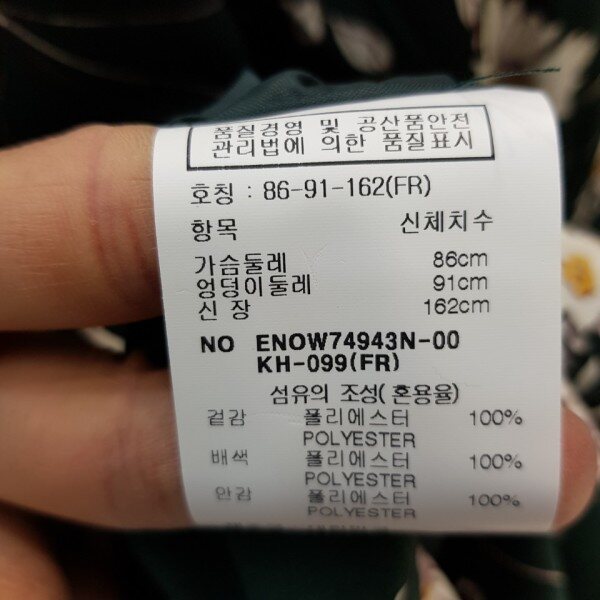 품질경영 및 공산품안전
관리법에 의한 품질표시
호칭 : 86-91-162(FR)
항목 신체치수
가슴둘레 86cm
엉덩이둘레 91cm
신 장 162cm
NO ENOW74943N-00
KH-099(FR)
섬유의 조성(혼용율)
겉감 폴리에스터 100%
POLYESTER
배색 폴리에스터 100%
POLYESTER
안감 폴리에스터 100%
POLYESTER